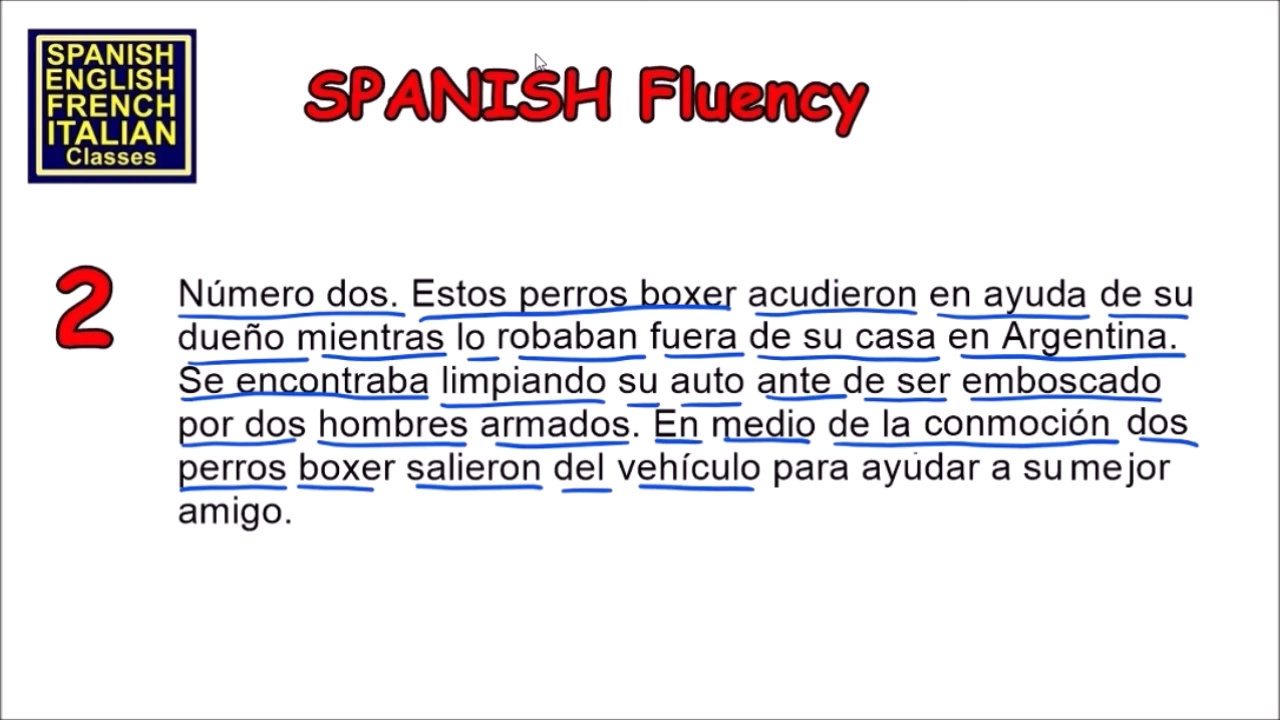 SPANISH
ENGLISH
FRENCH
ITALIAN
Classes
SPANISH Fluency
2
Número dos. Estos perros boxer acudieron en ayuda de su
dueño mientras lo robaban fuera de su casa en Argentina.
Se encontraba limpiando su auto ante de ser emboscado
por dos hombres armados. En medio de la conmoción dos
perros boxer salieron del vehículo para ayudar a su mejor
amigo.